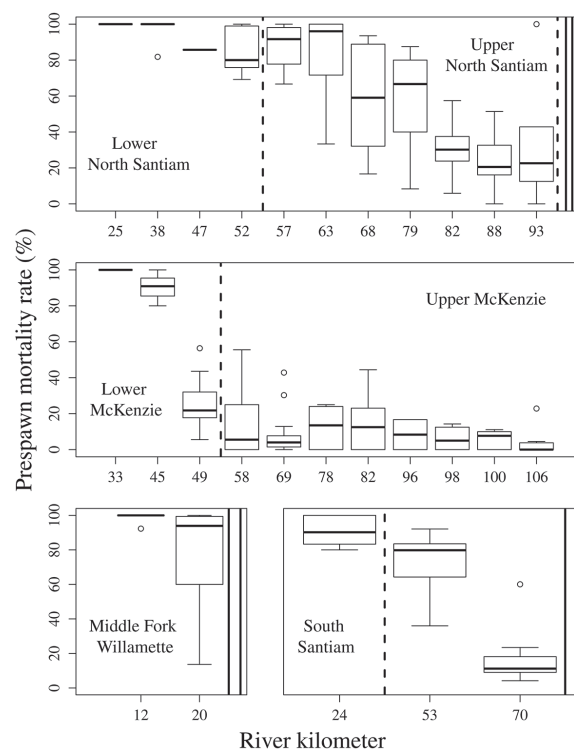 0 20 40 60 80 100
Lower
North Santiam
Upper
North Santiam
25 38 47 52 57 63 68 79 82 88 93
Prespawn mortality rate (%)
0 20 40 60 80 100
Lower
McKenzie
Upper McKenzie
33 45 49 58 69 78 82 96 98 100 106
0 20 40 60 80 100
Middle Fork
Willamette
12 20
South
Santiam
24 53 70
River kilometer